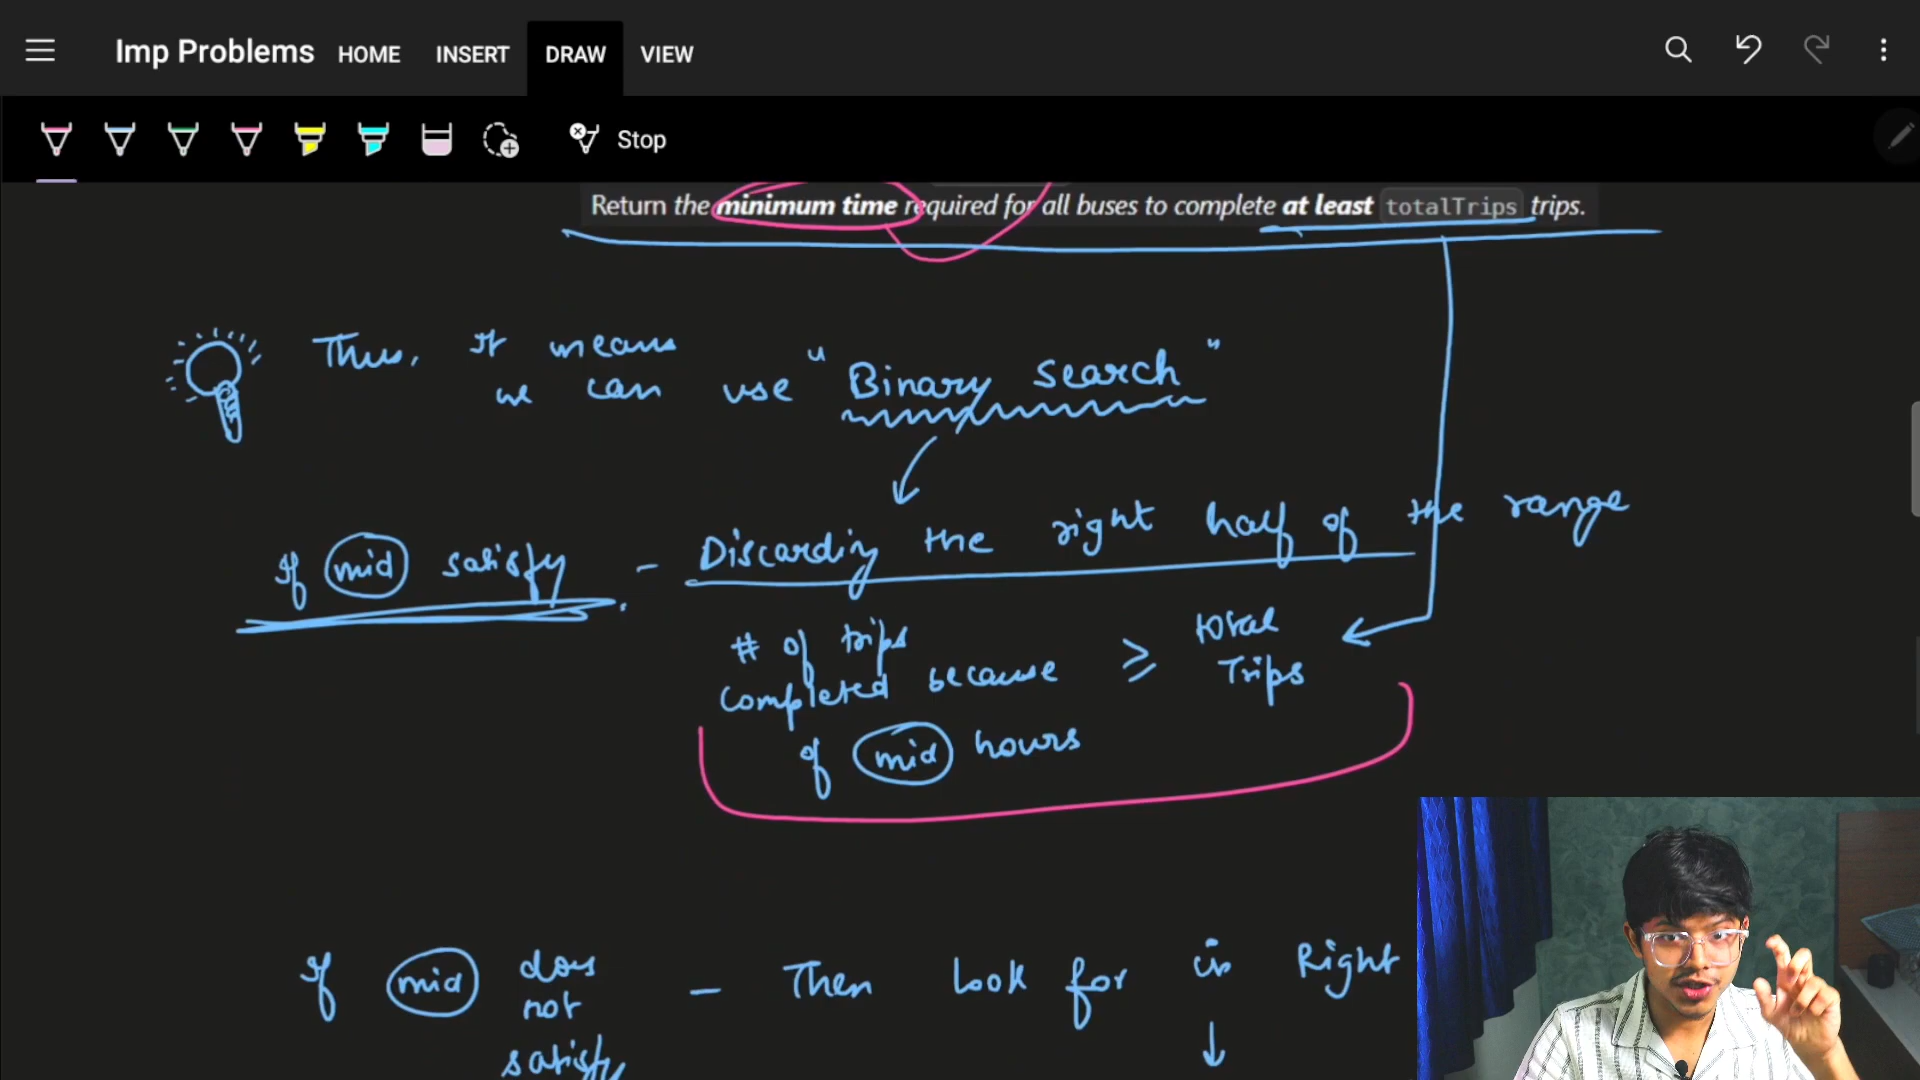 Imp Problems HOME INSERT DRAW VIEW
Stop
Return the minimum time required for all buses to complete at least totalTrips trips.
Thus, it means
we can use "Binary Search"
If mid satisfy - Discarding the right half of the range
# of trips
completed because ≥ total Trips
of mid hours
If mid does not satisfy - Then look for in Right
↓